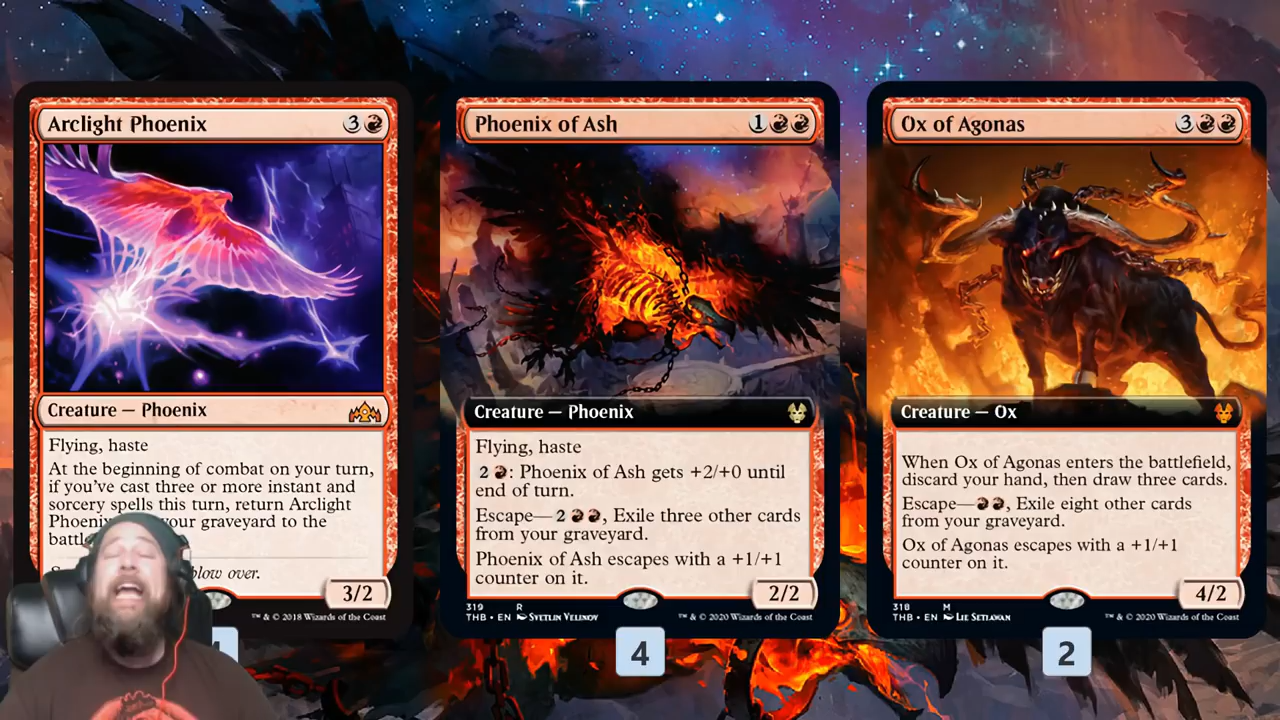 Arclight Phoenix
3
Creature — Phoenix
Flying, haste
At the beginning of combat on your turn,
if you've cast three or more instant and
sorcery spells this turn, return Arclight
Phoenix your graveyard to the
blow over.
3/2
™ & © 2018 Wizards of the Coast
Phoenix of Ash
1
Creature — Phoenix
Flying, haste
2 : Phoenix of Ash gets +2/+0 until
end of turn.
Escape—2 , Exile three other cards
from your graveyard.
Phoenix of Ash escapes with a +1/+1
counter on it.
2/2
319 R
THB • EN Svetlin Velinov
™ & © 2020 Wizards of the Coast
4
Ox of Agonas
3
Creature — Ox
When Ox of Agonas enters the battlefield,
discard your hand, then draw three cards.
Escape— , Exile eight other cards
from your graveyard.
Ox of Agonas escapes with a +1/+1
counter on it.
4/2
318 M
THB • EN Lie Setiawan
™ & © 2020 Wizards of the Coast
2